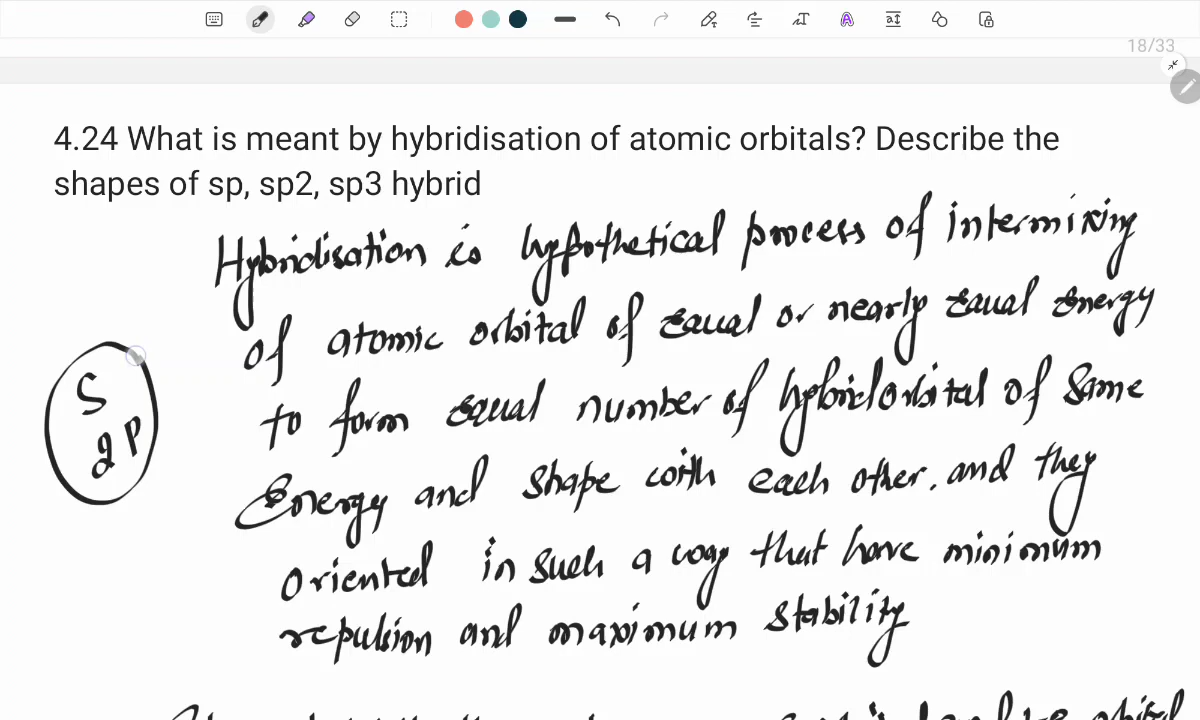 18/33
4.24 What is meant by hybridisation of atomic orbitals? Describe the
shapes of sp, sp2, sp3 hybrid
Hybridisation is hypothetical process of intermixing
of atomic orbital of Equal or nearly Equal Energy
to form Equal number of hybridorbital of Same
Energy and shape with each other. and they
oriented in such a way that have minimum
repulsion and maximum stability
S
2P